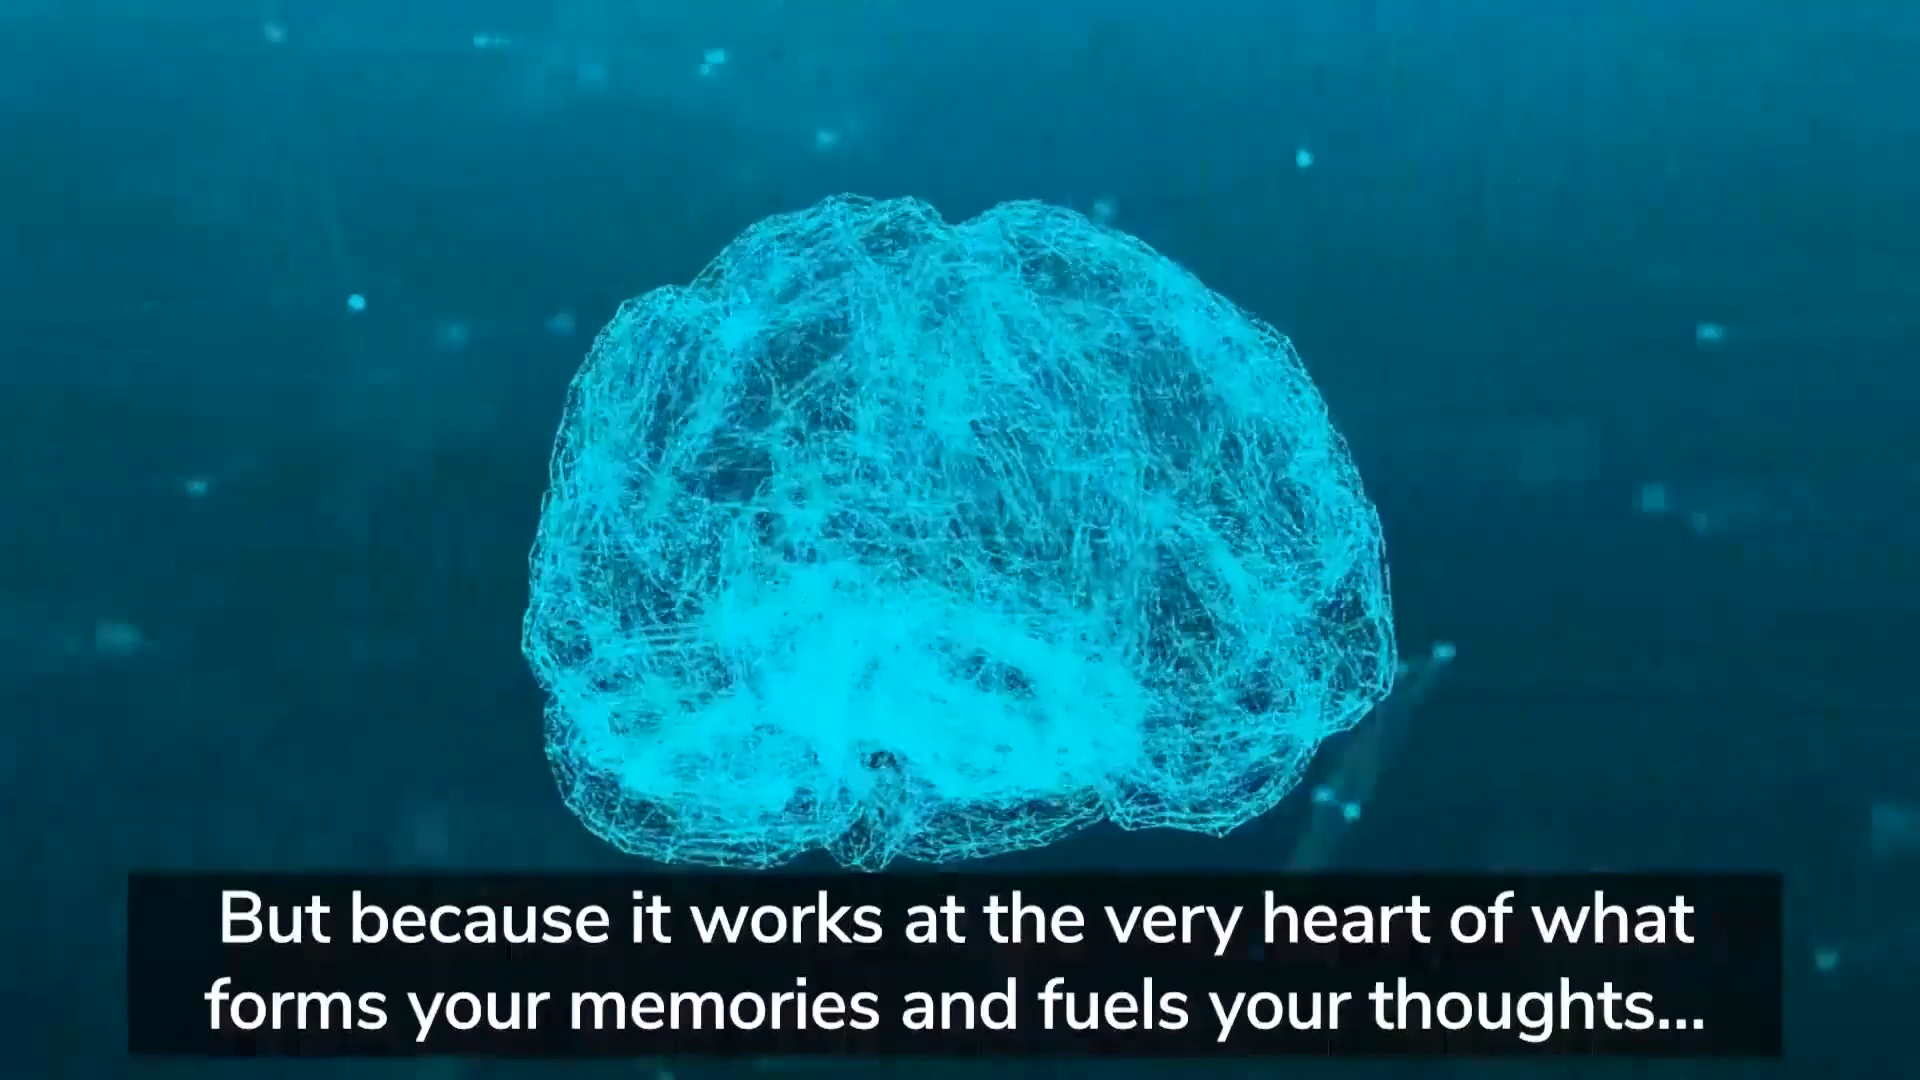 But because it works at the very heart of what
forms your memories and fuels your thoughts...